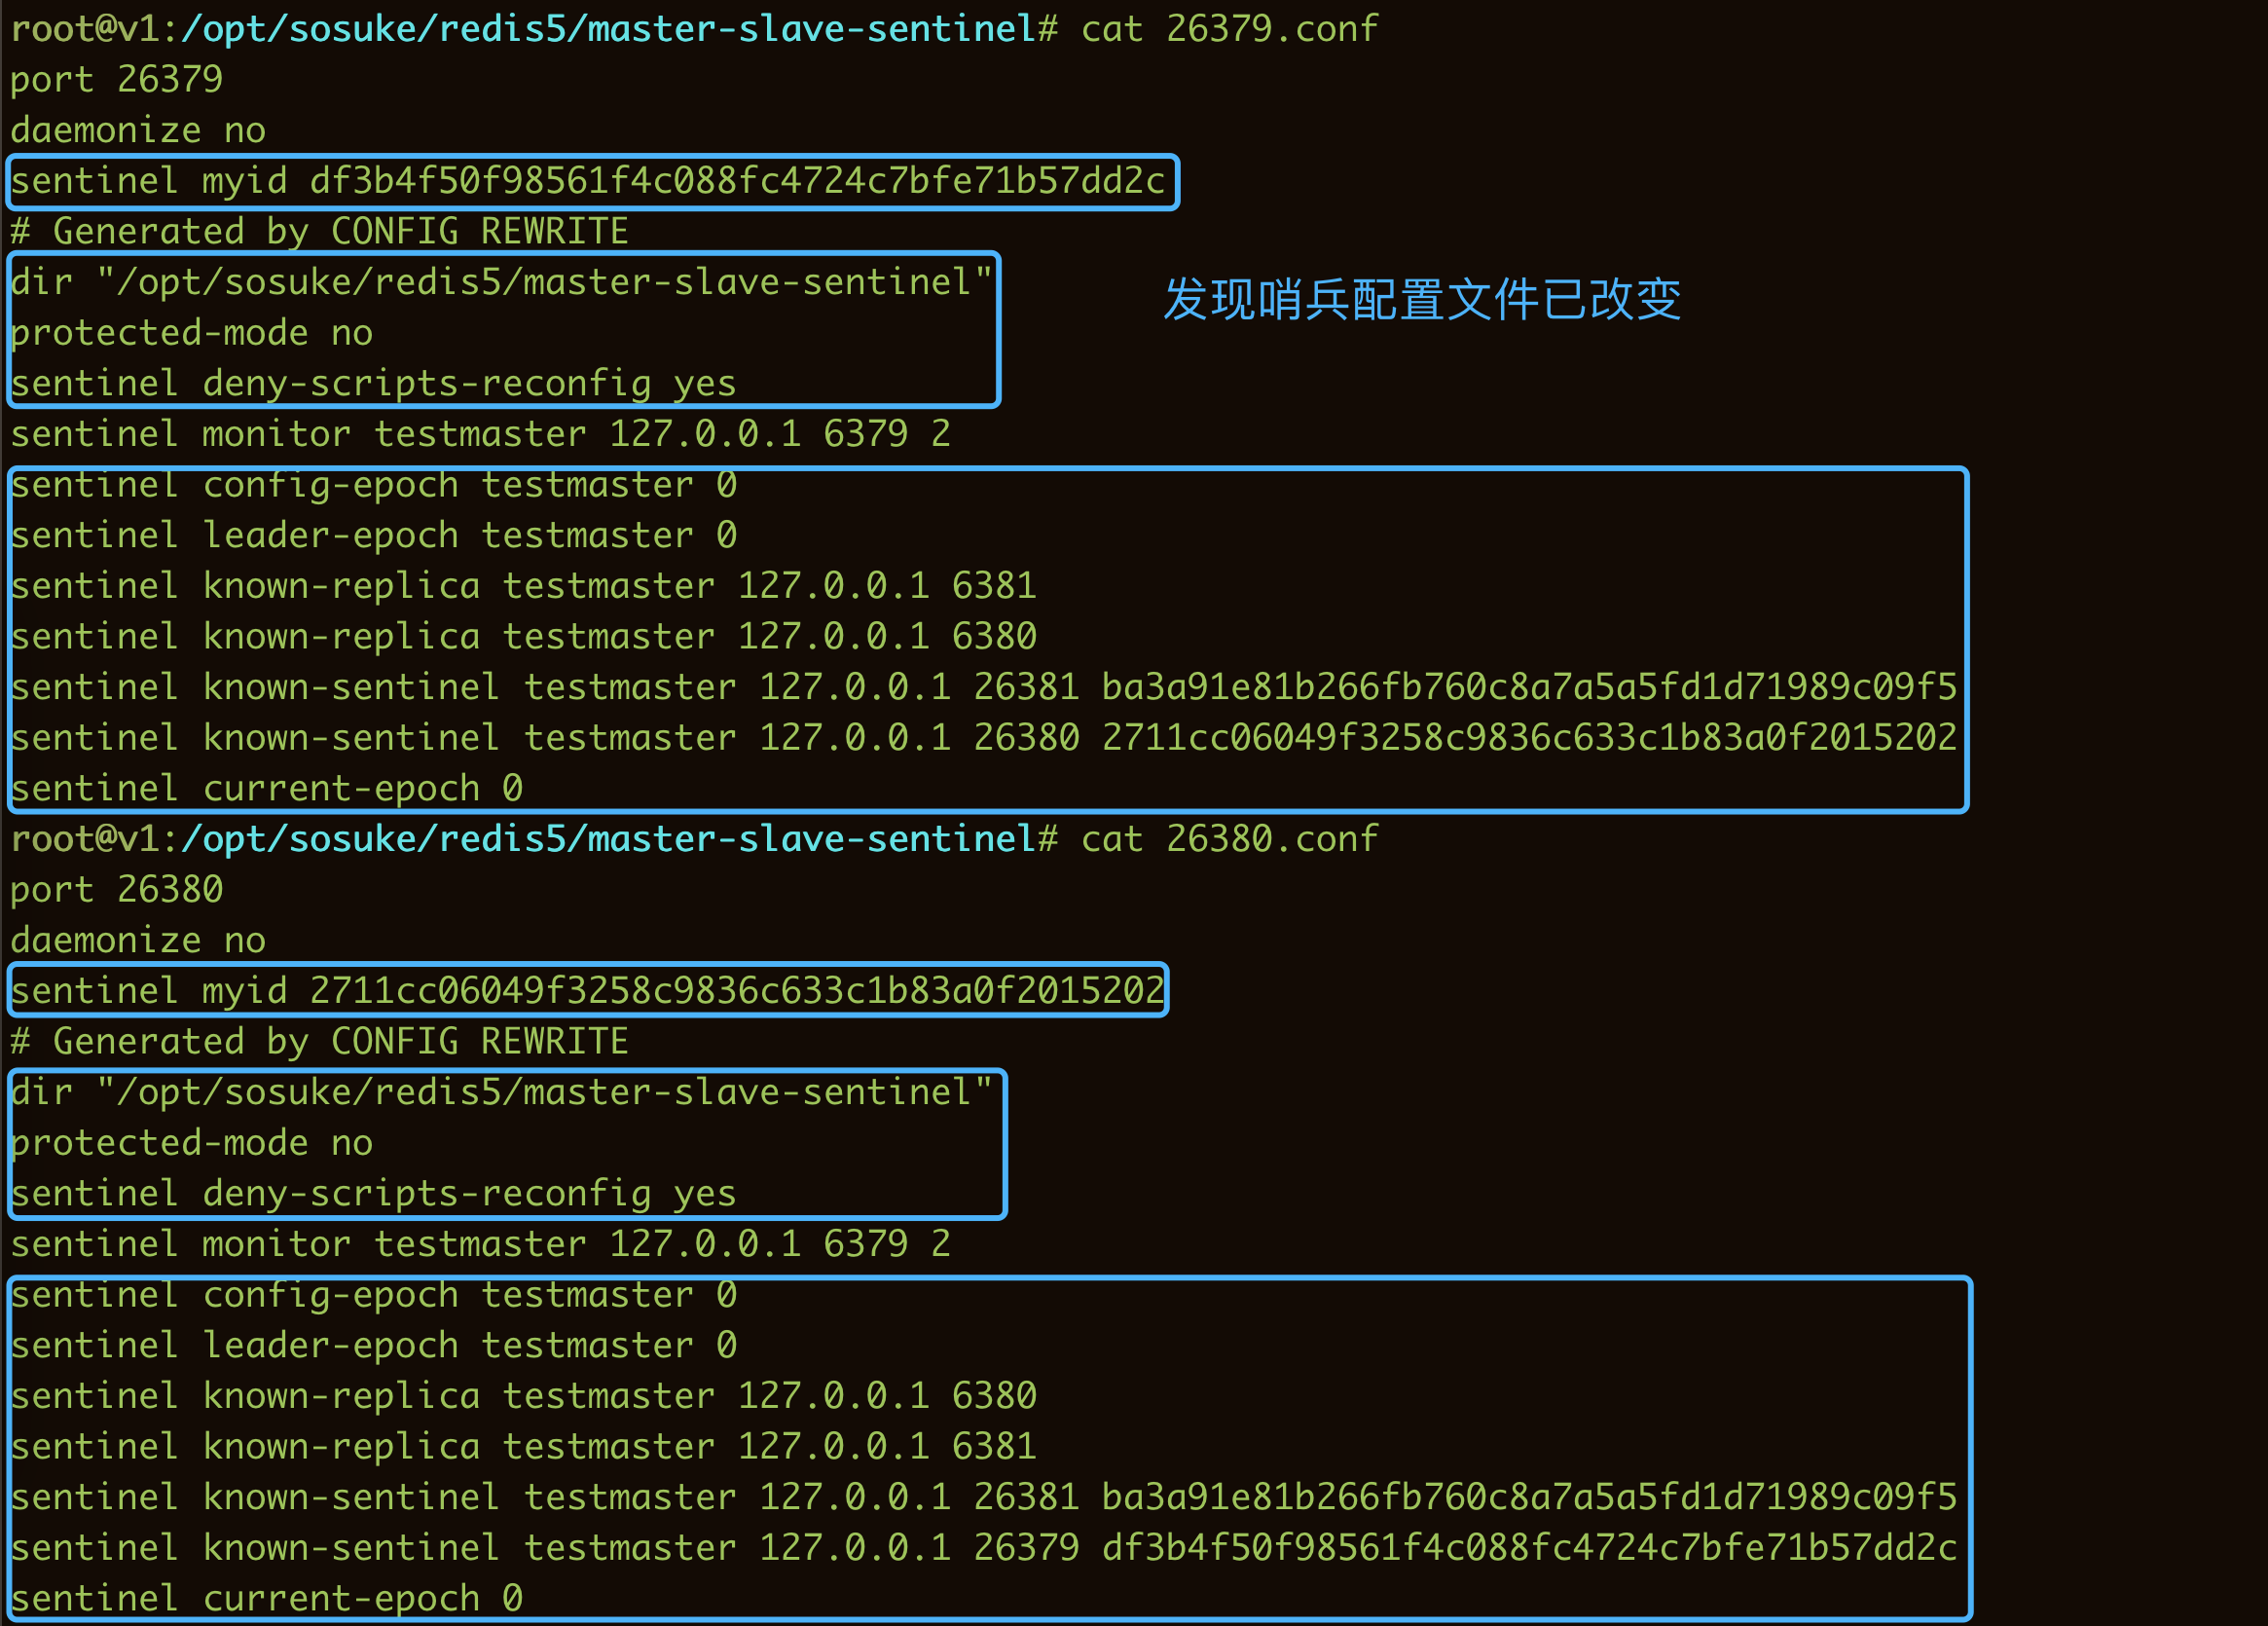 root@v1:/opt/sosuke/redis5/master-slave-sentinel# cat 26379.conf
port 26379
daemonize no
sentinel myid df3b4f50f98561f4c088fc4724c7bfe71b57dd2c
# Generated by CONFIG REWRITE
dir "/opt/sosuke/redis5/master-slave-sentinel"
发现哨兵配置文件已改变
protected-mode no
sentinel deny-scripts-reconfig yes
sentinel monitor testmaster 127.0.0.1 6379 2
sentinel config-epoch testmaster 0
sentinel leader-epoch testmaster 0
sentinel known-replica testmaster 127.0.0.1 6381
sentinel known-replica testmaster 127.0.0.1 6380
sentinel known-sentinel testmaster 127.0.0.1 26381 ba3a91e81b266fb760c8a7a5a5fd1d71989c09f5
sentinel known-sentinel testmaster 127.0.0.1 26380 2711cc06049f3258c9836c633c1b83a0f2015202
sentinel current-epoch 0
root@v1:/opt/sosuke/redis5/master-slave-sentinel# cat 26380.conf
port 26380
daemonize no
sentinel myid 2711cc06049f3258c9836c633c1b83a0f2015202
# Generated by CONFIG REWRITE
dir "/opt/sosuke/redis5/master-slave-sentinel"
protected-mode no
sentinel deny-scripts-reconfig yes
sentinel monitor testmaster 127.0.0.1 6379 2
sentinel config-epoch testmaster 0
sentinel leader-epoch testmaster 0
sentinel known-replica testmaster 127.0.0.1 6380
sentinel known-replica testmaster 127.0.0.1 6381
sentinel known-sentinel testmaster 127.0.0.1 26381 ba3a91e81b266fb760c8a7a5a5fd1d71989c09f5
sentinel known-sentinel testmaster 127.0.0.1 26379 df3b4f50f98561f4c088fc4724c7bfe71b57dd2c
sentinel current-epoch 0